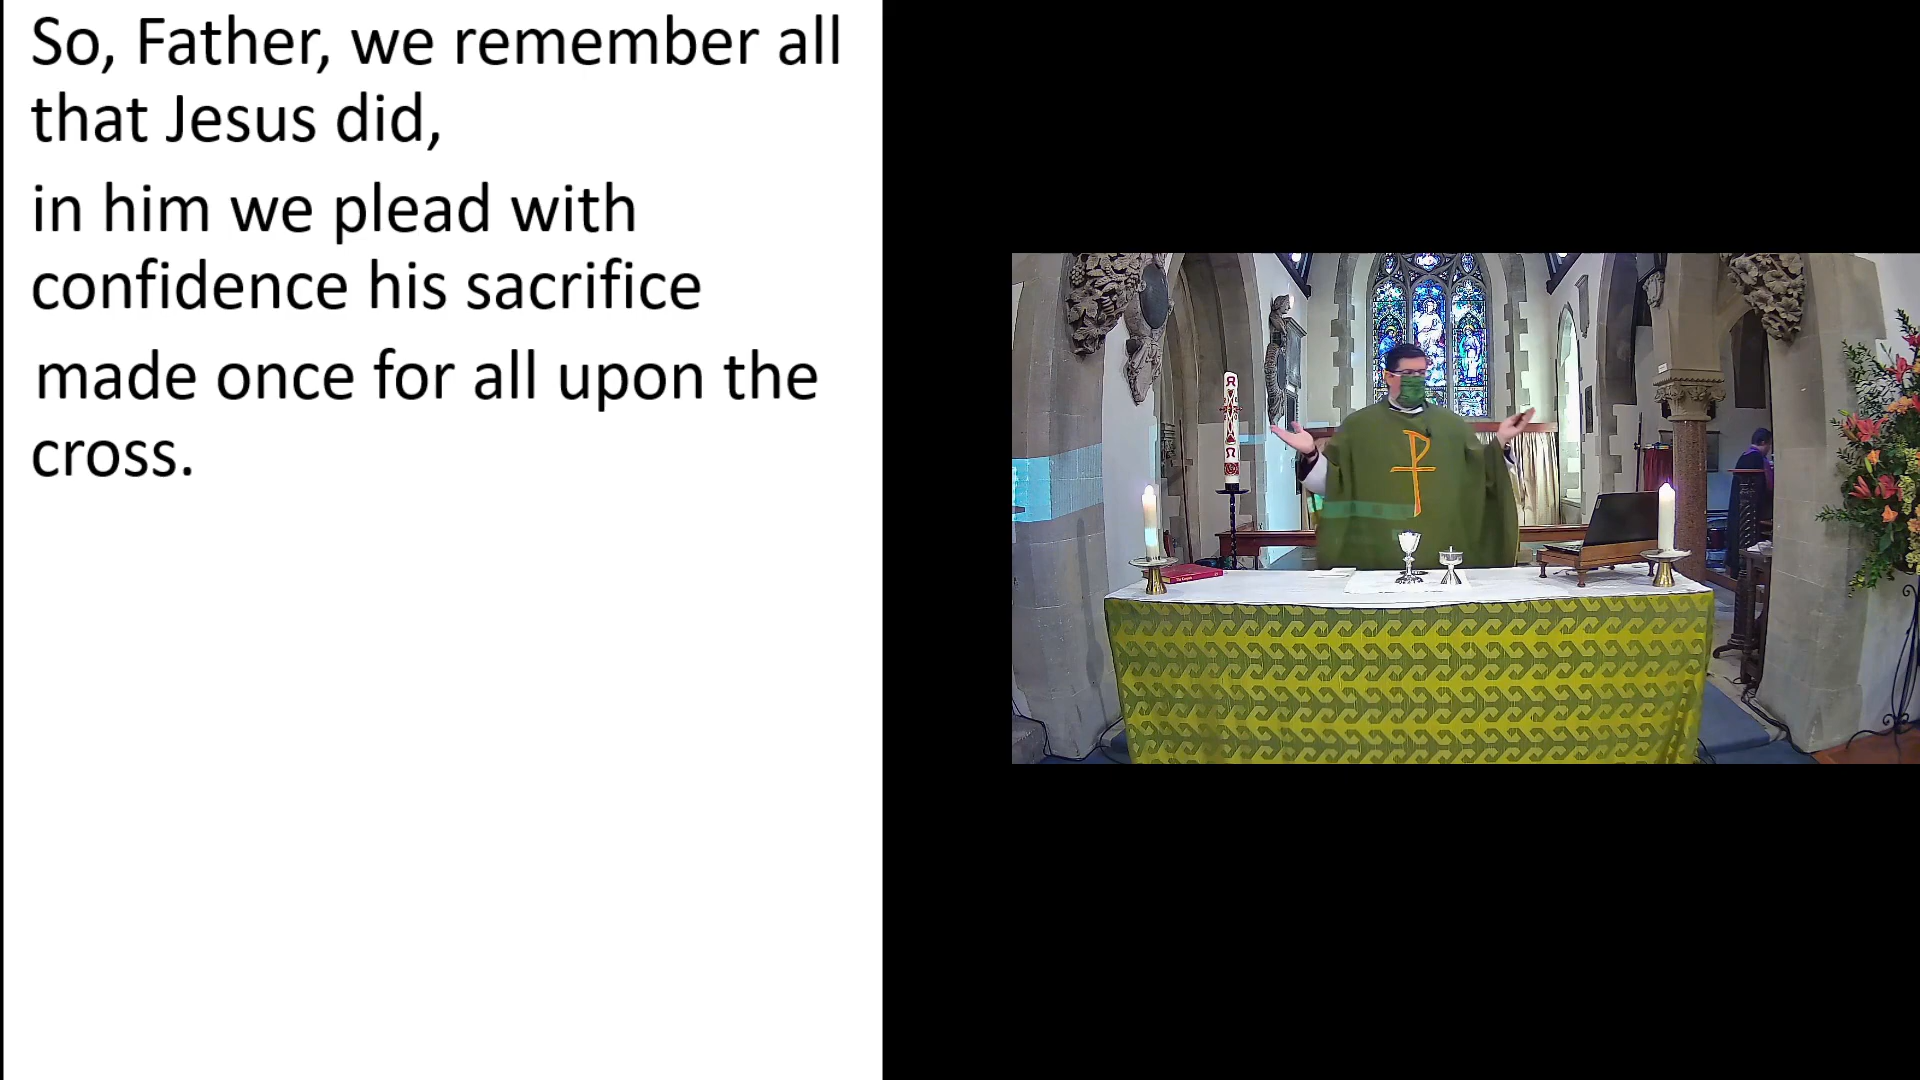 So, Father, we remember all
that Jesus did,
in him we plead with
confidence his sacrifice
made once for all upon the
cross.